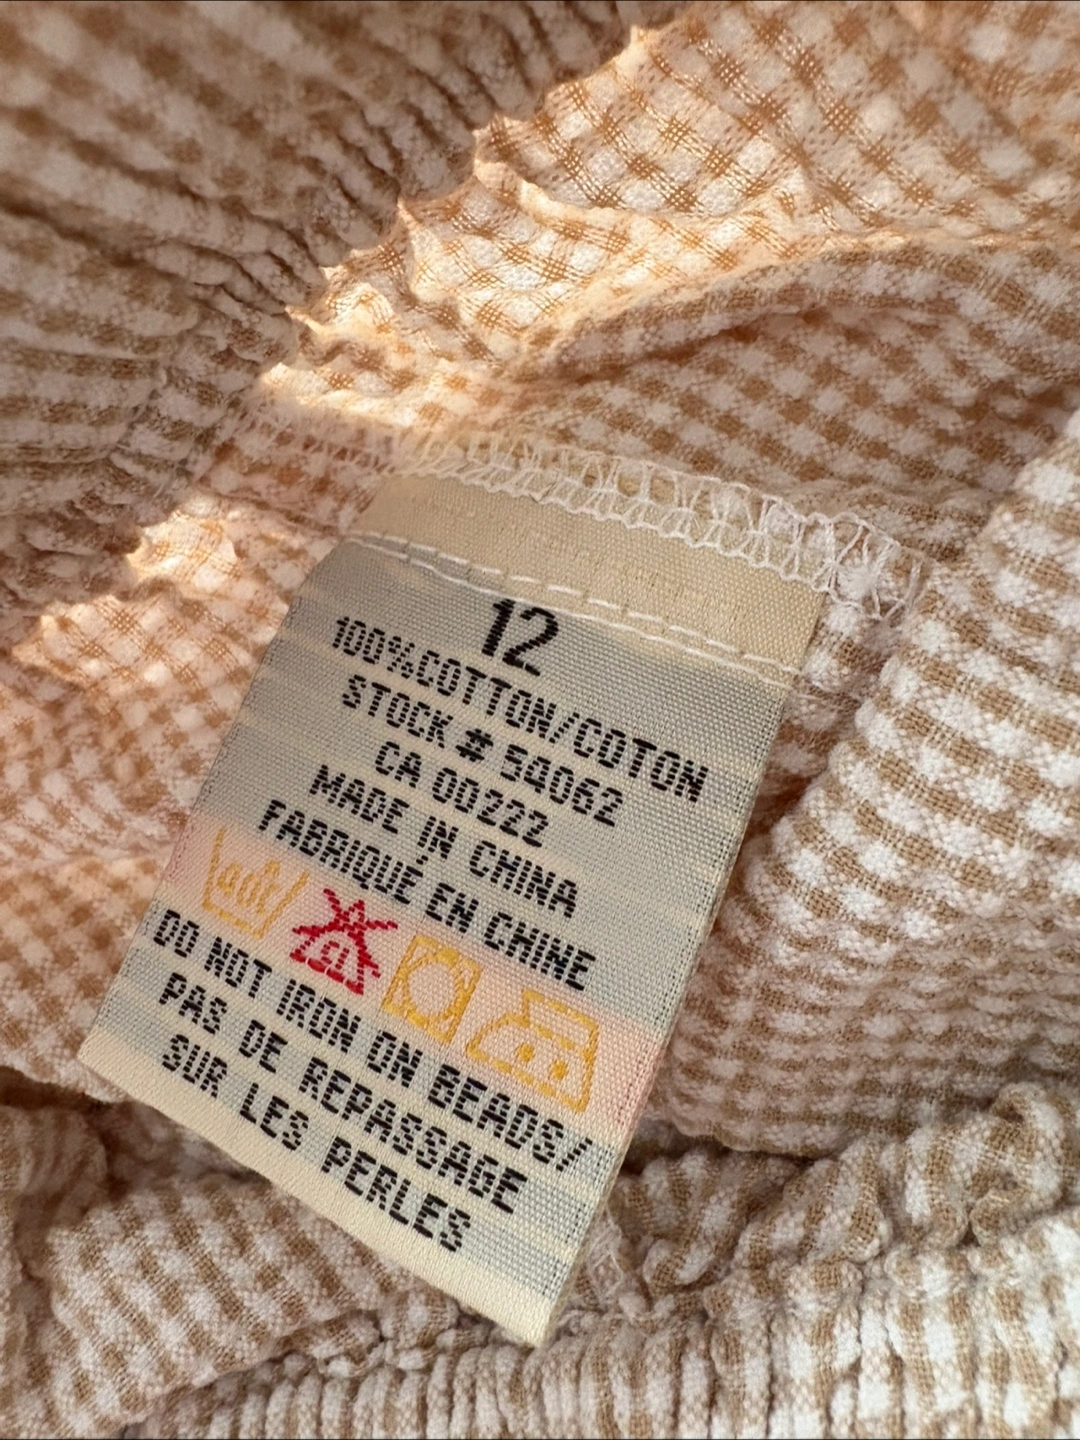 12
100%COTTON/COTON
STOCK # 54062
CA 00222
MADE IN CHINA
FABRIQUÉ EN CHINE
DO NOT IRON ON BEADS/
PAS DE REPASSAGE
SUR LES PERLES